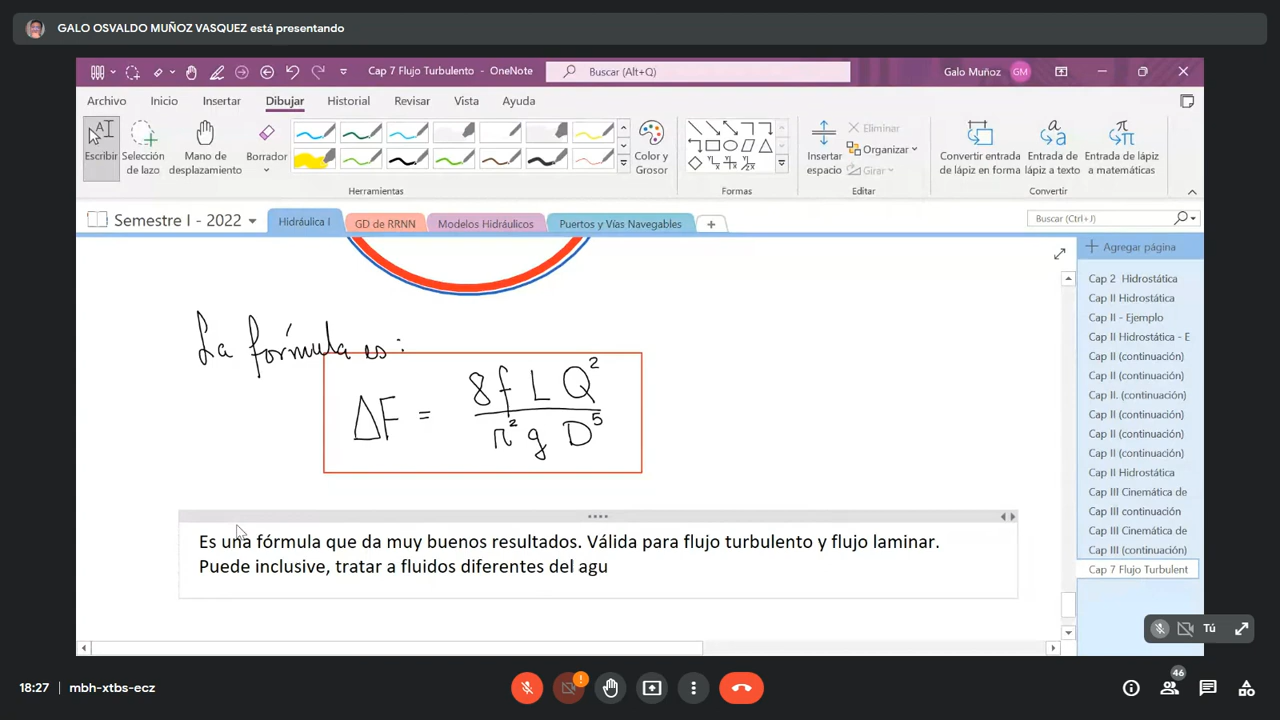 GALO OSVALDO MUÑOZ VASQUEZ está presentando
Cap 7 Flujo Turbulento - OneNote
Buscar (Alt+Q)
Galo Muñoz GM
Archivo Inicio Insertar Dibujar Historial Revisar Vista Ayuda
Escribir
Selección de lazo
Mano de desplazamiento
Borrador
Color y Grosor
Insertar espacio
Eliminar
Organizar
Girar
Convertir entrada de lápiz en forma
Entrada de lápiz a texto
Entrada de lápiz a matemáticas
Herramientas Formas Editar Convertir
Semestre I - 2022 Hidráulica I GD de RRNN Modelos Hidráulicos Puertos y Vías Navegables +
Buscar (Ctrl+J)
La fórmula es:
ΔF = 8f L Q² / π² g D⁵
Es una fórmula que da muy buenos resultados. Válida para flujo turbulento y flujo laminar.
Puede inclusive, tratar a fluidos diferentes del agu
Agregar página
Cap 2 Hidrostática
Cap II Hidrostática
Cap II - Ejemplo
Cap II Hidrostática - E
Cap II (continuación)
Cap II (continuación)
Cap II. (continuación)
Cap II (continuación)
Cap II (continuación)
Cap II (continuación)
Cap II Hidrostática
Cap III Cinemática de
Cap III continuación
Cap III Cinemática de
Cap III (continuación)
Cap 7 Flujo Turbulent
Tú
18:27 | mbh-xtbs-ecz
46